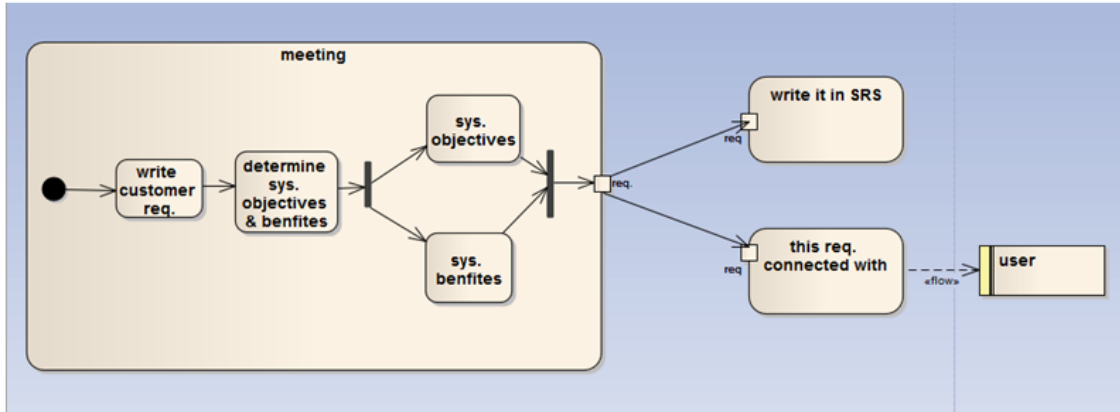 meeting
write
customer
req.
determine
sys.
objectives
& benfites
sys.
objectives
sys.
benfites
req.
write it in SRS
req
this req.
connected with
req
«flow»
user